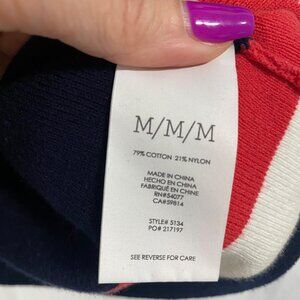 M/M/M
79% COTTON 21% NYLON
MADE IN CHINA
HECHO EN CHINA
FABRIQUÉ EN CHINE
RN#54077
CA#59814
STYLE# 5134
PO# 217197
SEE REVERSE FOR CARE